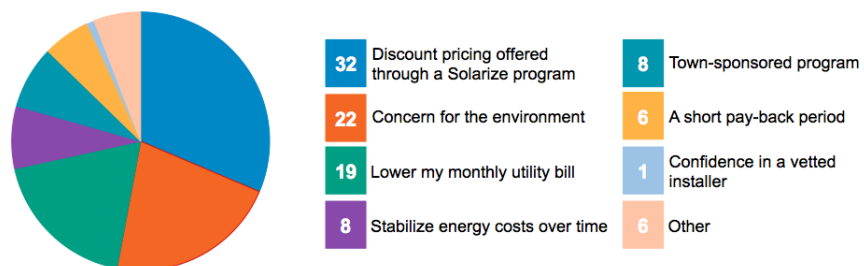 32 Discount pricing offered
through a Solarize program
22 Concern for the environment
19 Lower my monthly utility bill
8 Stabilize energy costs over time
8 Town-sponsored program
6 A short pay-back period
1 Confidence in a vetted
installer
6 Other